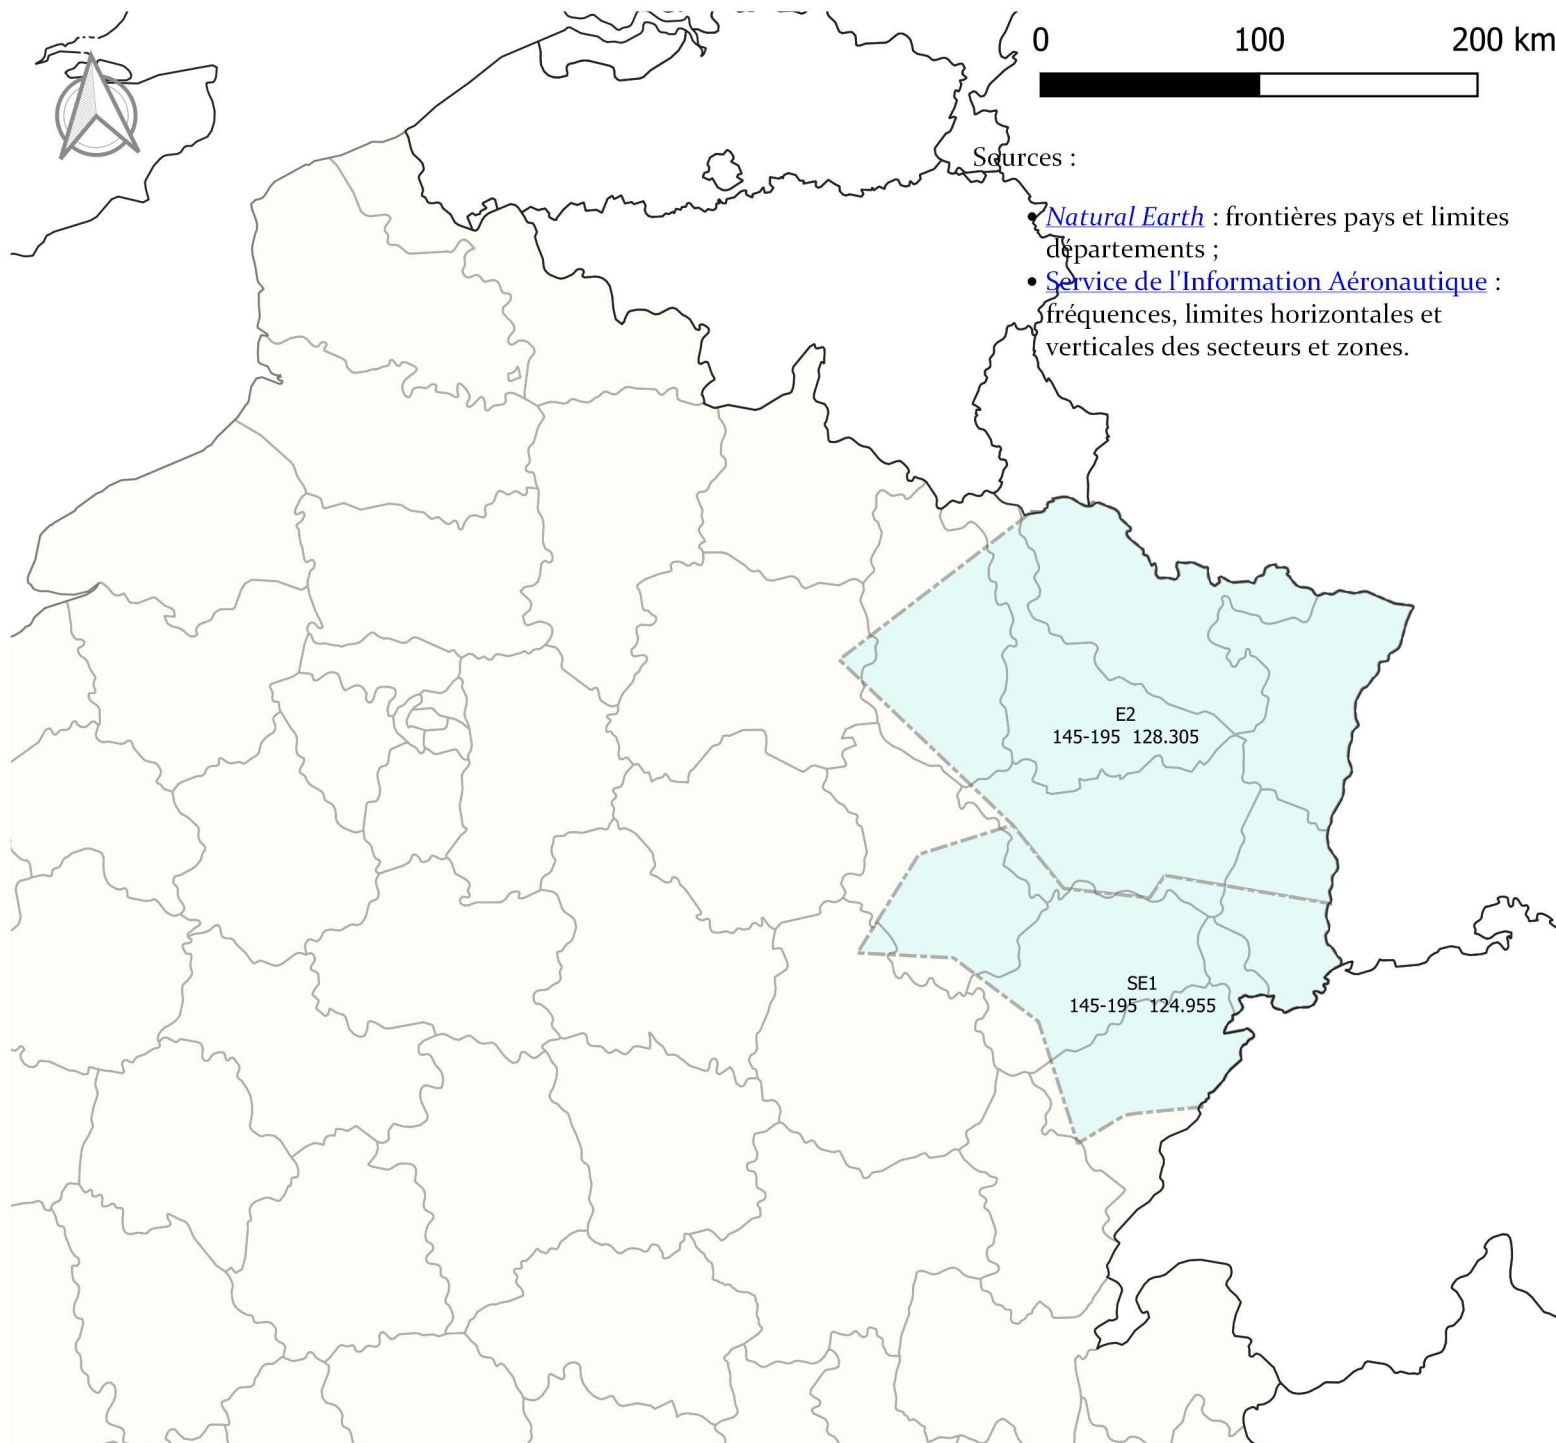 0 100 200 km
Sources :
• Natural Earth : frontières pays et limites
départements ;
• Service de l'Information Aéronautique :
fréquences, limites horizontales et
verticales des secteurs et zones.
E2
145-195 128.305
SE1
145-195 124.955